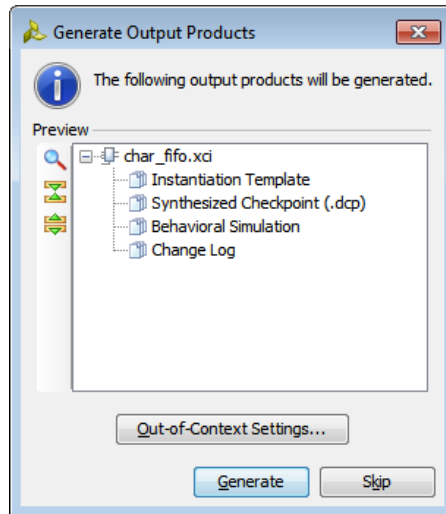 Generate Output Products
The following output products will be generated.
Preview
char_fifo.xci
Instantiation Template
Synthesized Checkpoint (.dcp)
Behavioral Simulation
Change Log
Out-of-Context Settings...
Generate
Skip